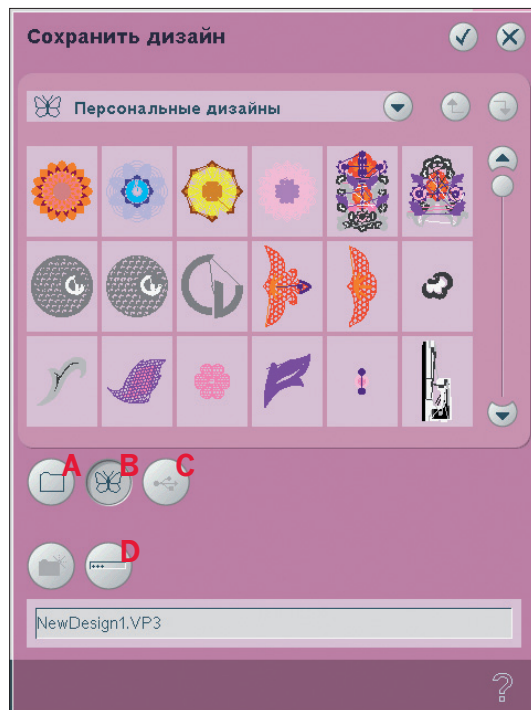 Сохранить дизайн
Персональные дизайны
A B C
D
NewDesign1.VP3
?